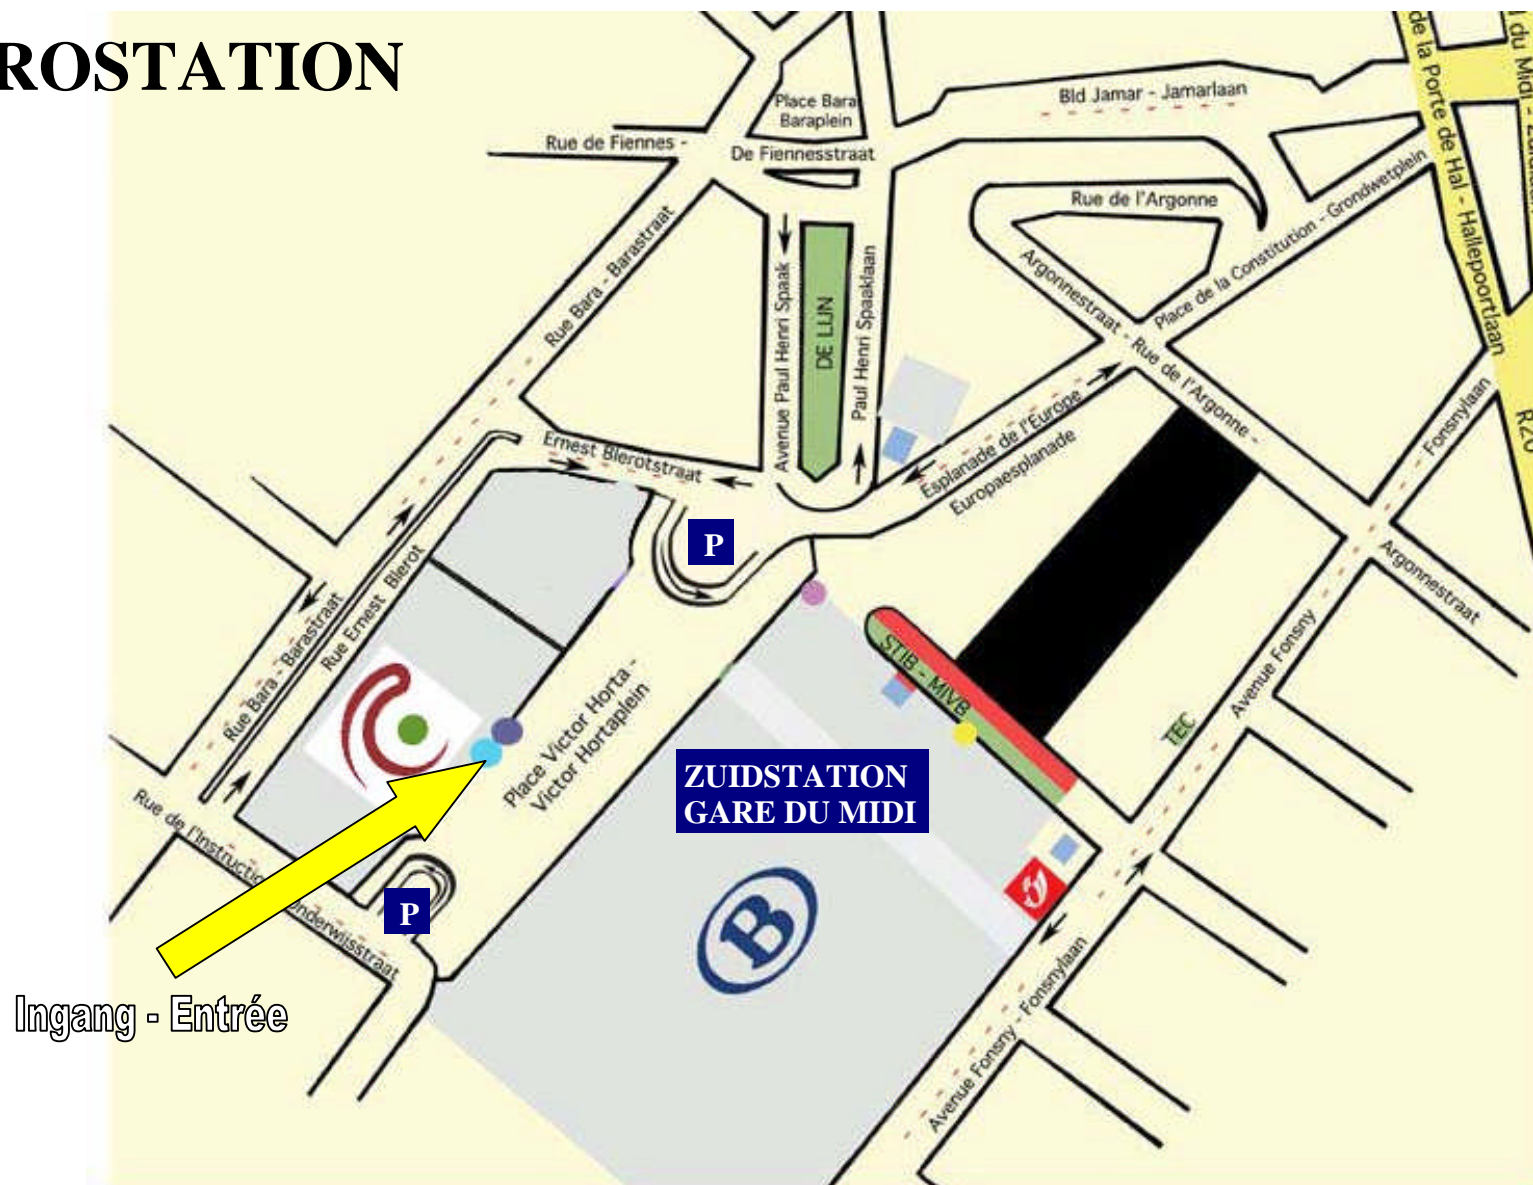 ROSTATION
de la Porte de Hal - Hallepoortlaan
du Midi -
Place Bara
Baraplein
Bld Jamar - Jamarlaan
Rue de Fiennes -
De Fiennesstraat
Rue de l'Argonne
Place de la Constitution - Grondwetplein
Rue Bara - Barastraat
Avenue Paul Henri Spaak
DE LIJN
Paul Henri Spaaklaan
Argonnestraat - Rue de l'Argonne -
Fonsnylaan
Ernest Blerotstraat
Esplanade de l'Europe
Europaesplanade
P
Argonnestraat
Rue Ernest Blerot
Rue Bara - Barastraat
STIB - MIVB
Avenue Fonsny
TEC
Place Victor Horta -
Victor Hortaplein
ZUIDSTATION
GARE DU MIDI
Rue de l'Instruction
Onderwijsstraat
P
B
Avenue Fonsny - Fonsnylaan
Ingang - Entrée